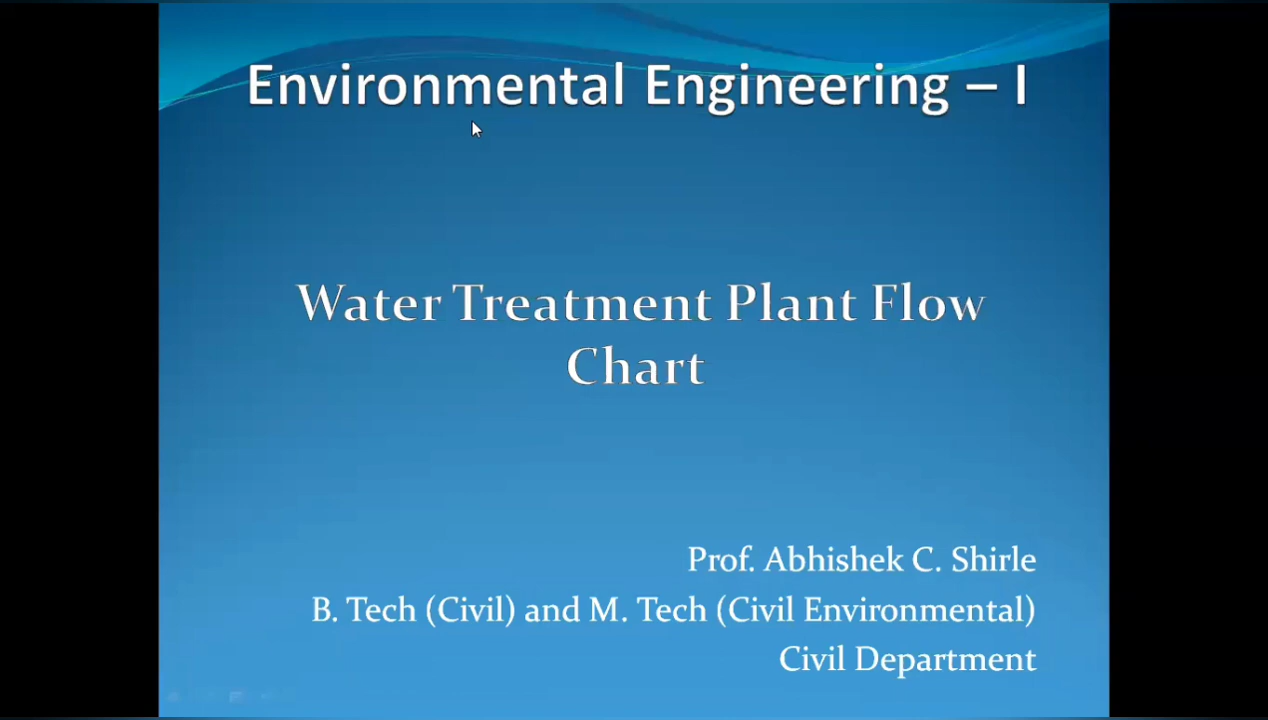 Environmental Engineering – I
Water Treatment Plant Flow
Chart
Prof. Abhishek C. Shirle
B. Tech (Civil) and M. Tech (Civil Environmental)
Civil Department